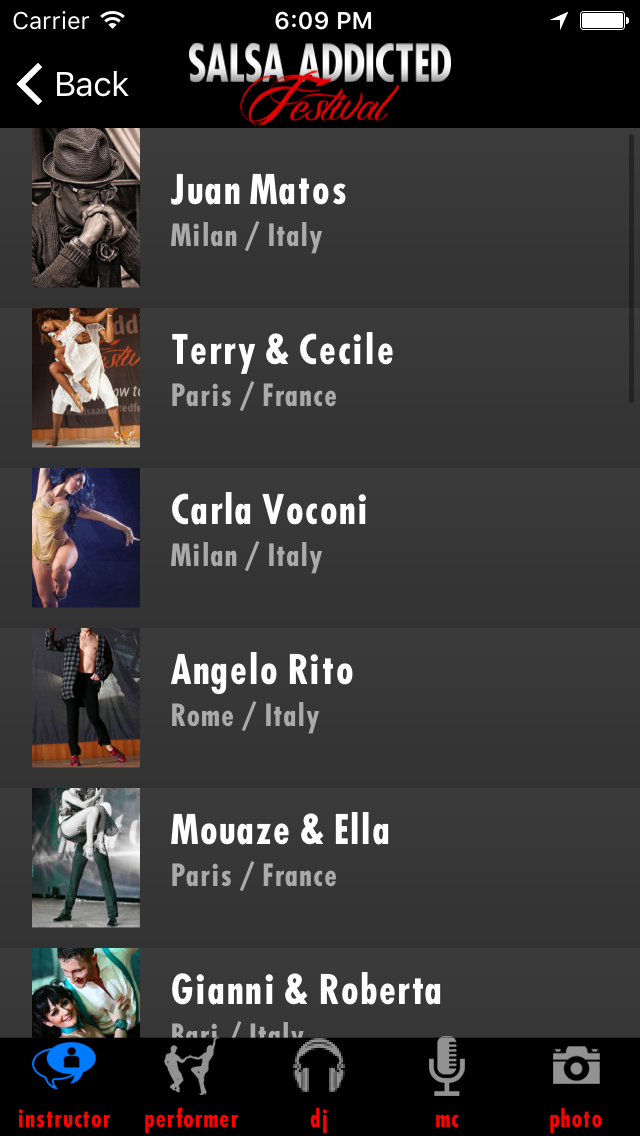 Carrier 6:09 PM
Back
SALSA ADDICTED
Festival
Juan Matos
Milan / Italy
Terry & Cecile
Paris / France
Carla Voconi
Milan / Italy
Angelo Rito
Rome / Italy
Mouaze & Ella
Paris / France
Gianni & Roberta
Bari / Italy
instructor performer dj mc photo